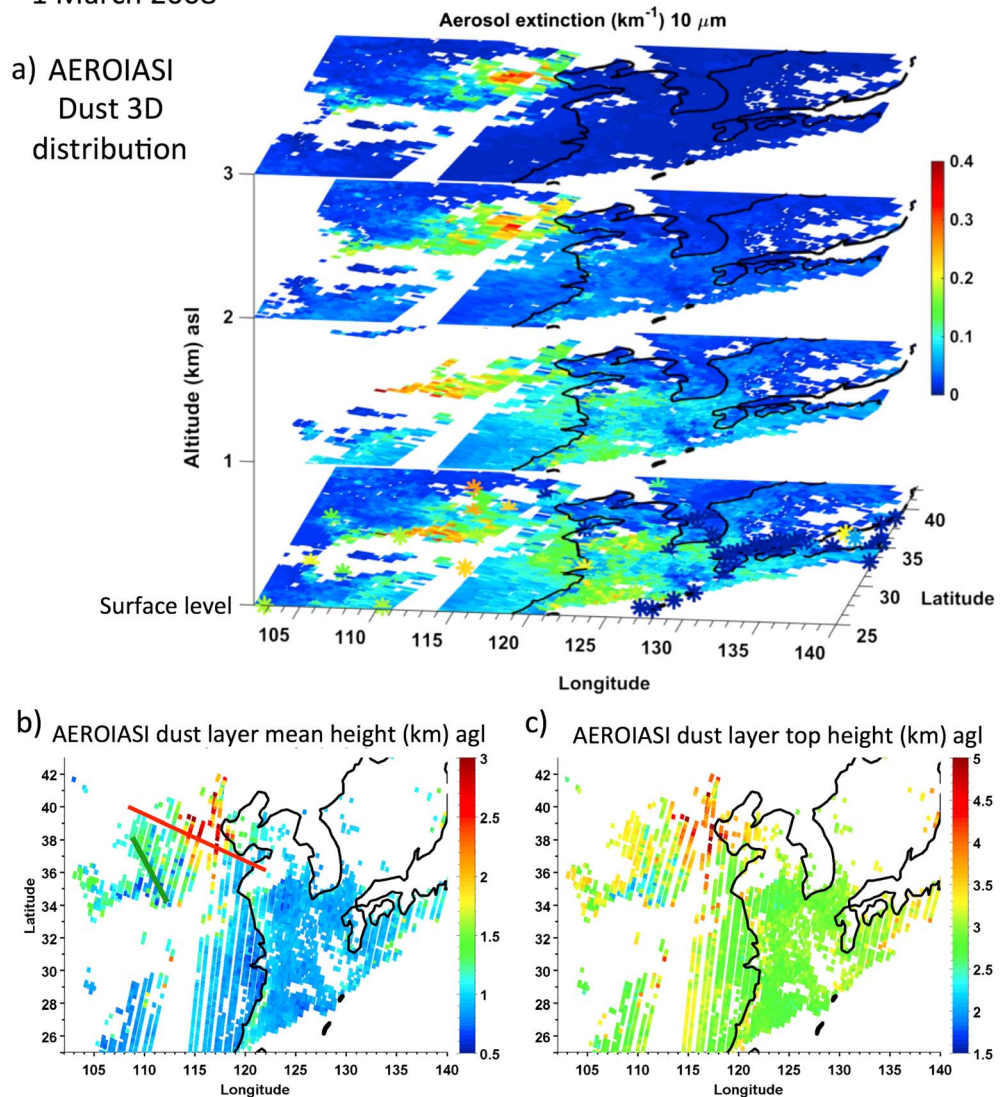 Aerosol extinction (km⁻¹) 10 μm
a) AEROIASI
Dust 3D
distribution
3
2
1
Altitude (km) asl
Surface level
0.4
0.3
0.2
0.1
0
40
35
30
25
Latitude
105 110 115 120 125 130 135 140
Longitude
b) AEROIASI dust layer mean height (km) agl
42
40
38
36
34
32
30
28
26
Latitude
105 110 115 120 125 130 135 140
Longitude
3
2.5
2
1.5
1
0.5
c) AEROIASI dust layer top height (km) agl
42
40
38
36
34
32
30
28
26
105 110 115 120 125 130 135 140
Longitude
5
4.5
4
3.5
3
2.5
2
1.5